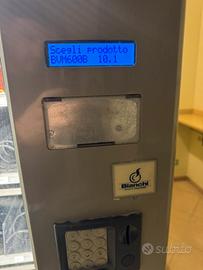 Scegli prodotto
BVM600B 10.1
Bianchi
subito